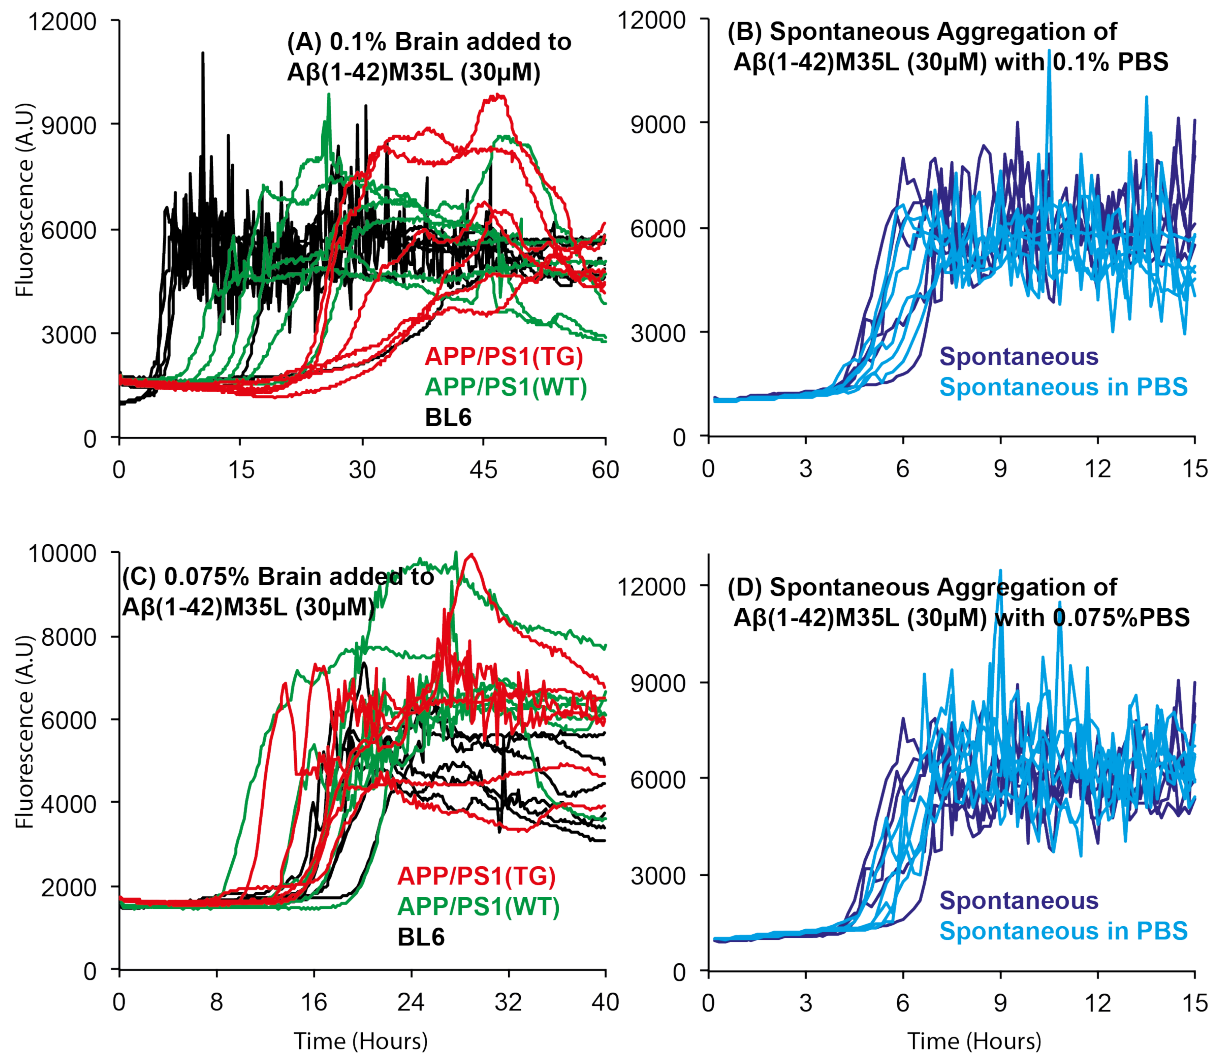 (A) 0.1% Brain added to
Aβ(1-42)M35L (30µM)
Fluorescence (A.U)
12000
9000
6000
3000
0
0 15 30 45 60
APP/PS1(TG)
APP/PS1(WT)
BL6
(B) Spontaneous Aggregation of
Aβ(1-42)M35L (30µM) with 0.1% PBS
12000
9000
6000
3000
0
0 3 6 9 12 15
Spontaneous
Spontaneous in PBS
(C) 0.075% Brain added to
Aβ(1-42)M35L (30µM)
Fluorescence (A.U)
10000
8000
6000
4000
2000
0
0 8 16 24 32 40
Time (Hours)
APP/PS1(TG)
APP/PS1(WT)
BL6
(D) Spontaneous Aggregation of
Aβ(1-42)M35L (30µM) with 0.075%PBS
12000
9000
6000
3000
0
0 3 6 9 12 15
Time (Hours)
Spontaneous
Spontaneous in PBS